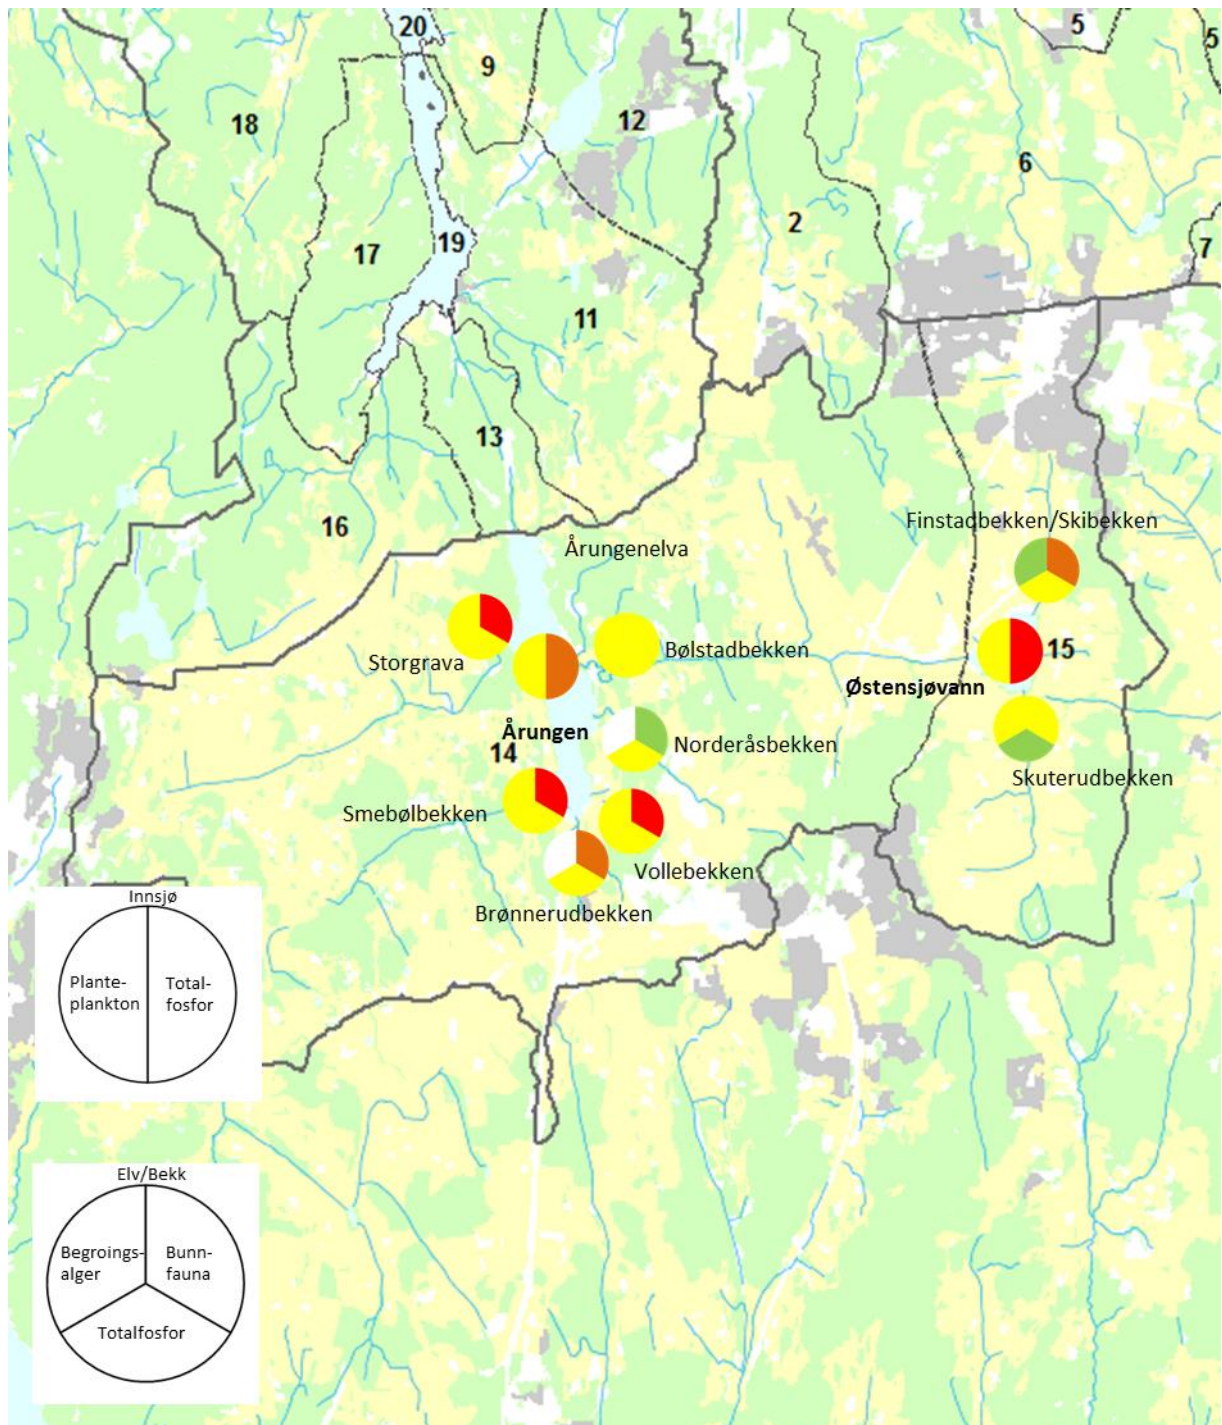 20
5
5
9
12
18
6
2
17
19
7
11
13
16
Finstadbekken/Skibekken
Årungenelva
Storgrava
Bølstadbekken
15
Østensjøvann
Årungen
14
Norderåsbekken
Skuterudbekken
Smebølbekken
Vollebekken
Brønnerudbekken
Innsjø
Plante-
plankton
Total-
fosfor
Elv/Bekk
Begroings-
alger
Bunn-
fauna
Totalfosfor